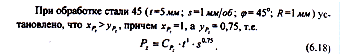 При обработке стали 45 (t=5 мм; s=1 мм/об; φ=45°; R=1 мм) ус-
тановлено, что x_{P_z} > y_{P_z}, причем x_{P_z}=1, а y_{P_z}=0,75, т.е.
P_z = C_{P_z} · t^1 · s^{0,75}. (6.18)